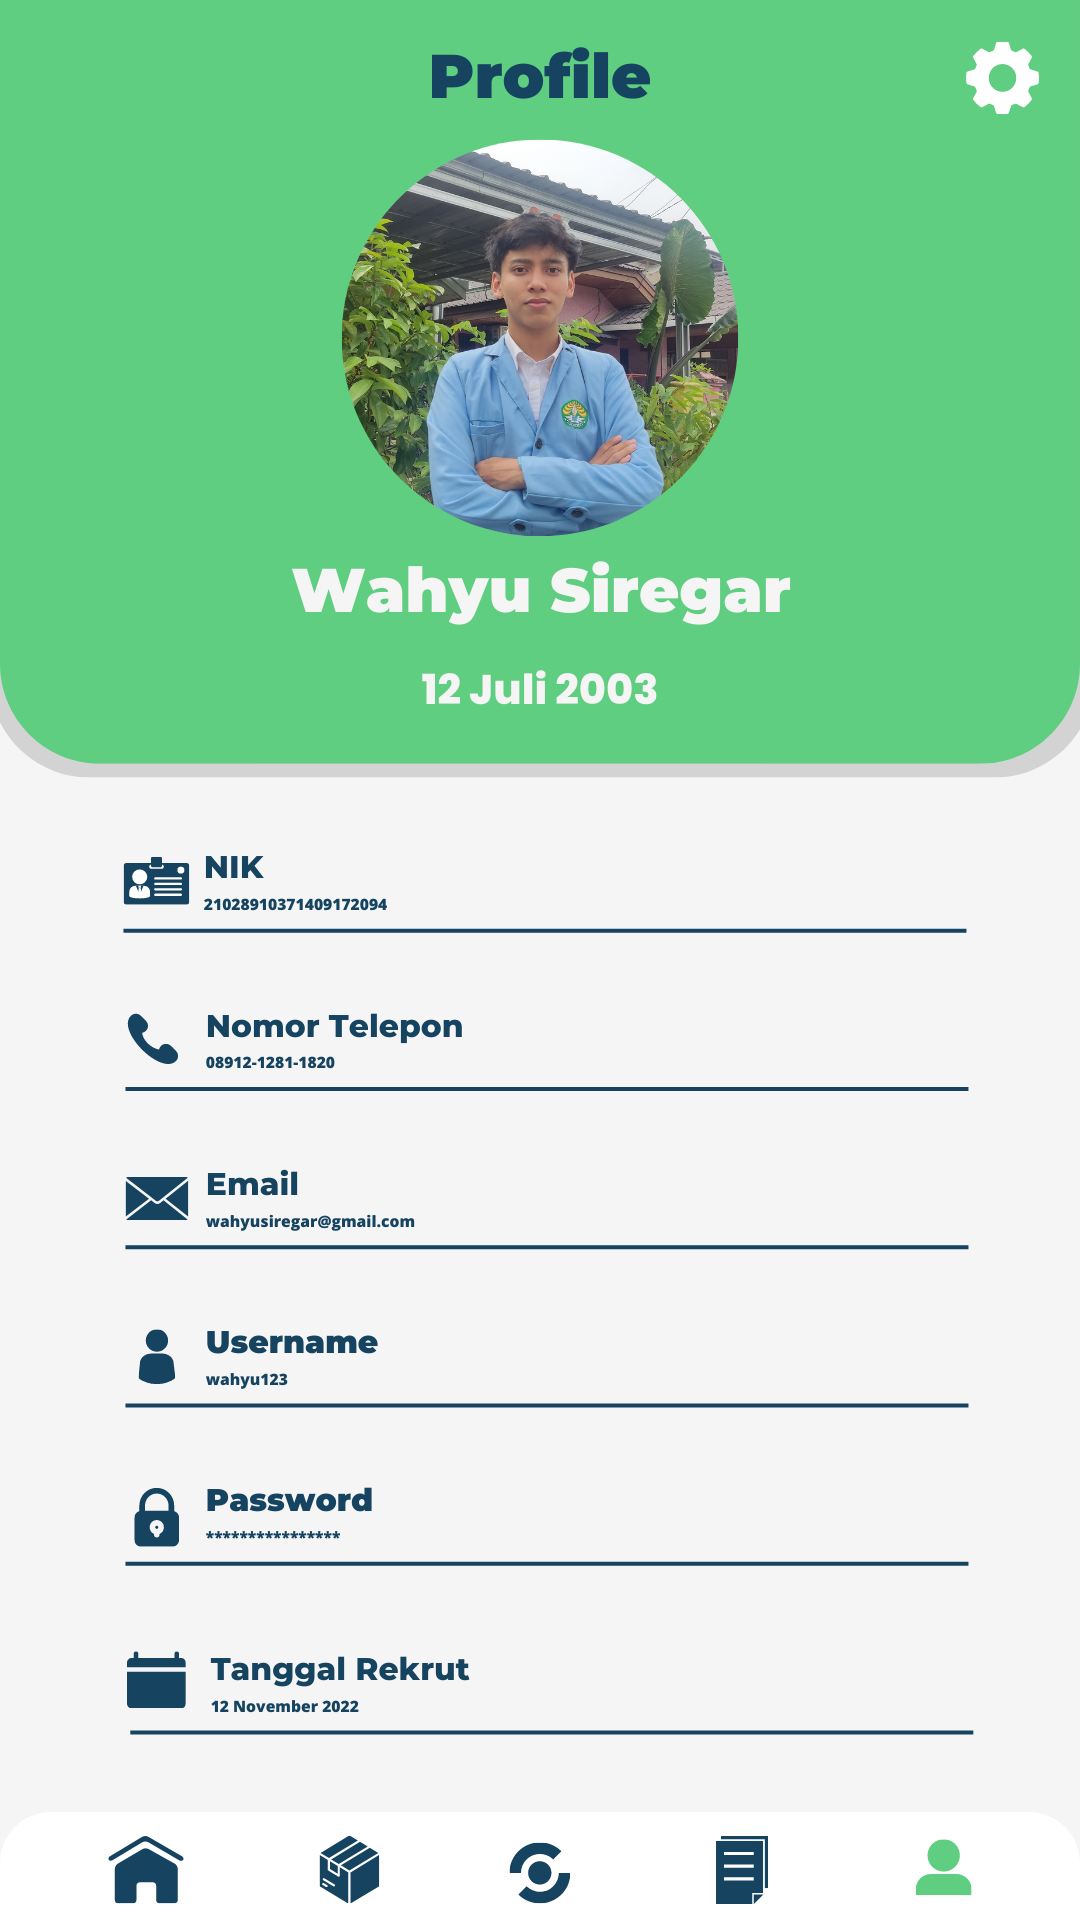 Profile
Wahyu Siregar
12 Juli 2003
NIK
21028910371409172094
Nomor Telepon
08912-1281-1820
Email
wahyusiregar@gmail.com
Username
wahyu123
Password
****************
Tanggal Rekrut
12 November 2022